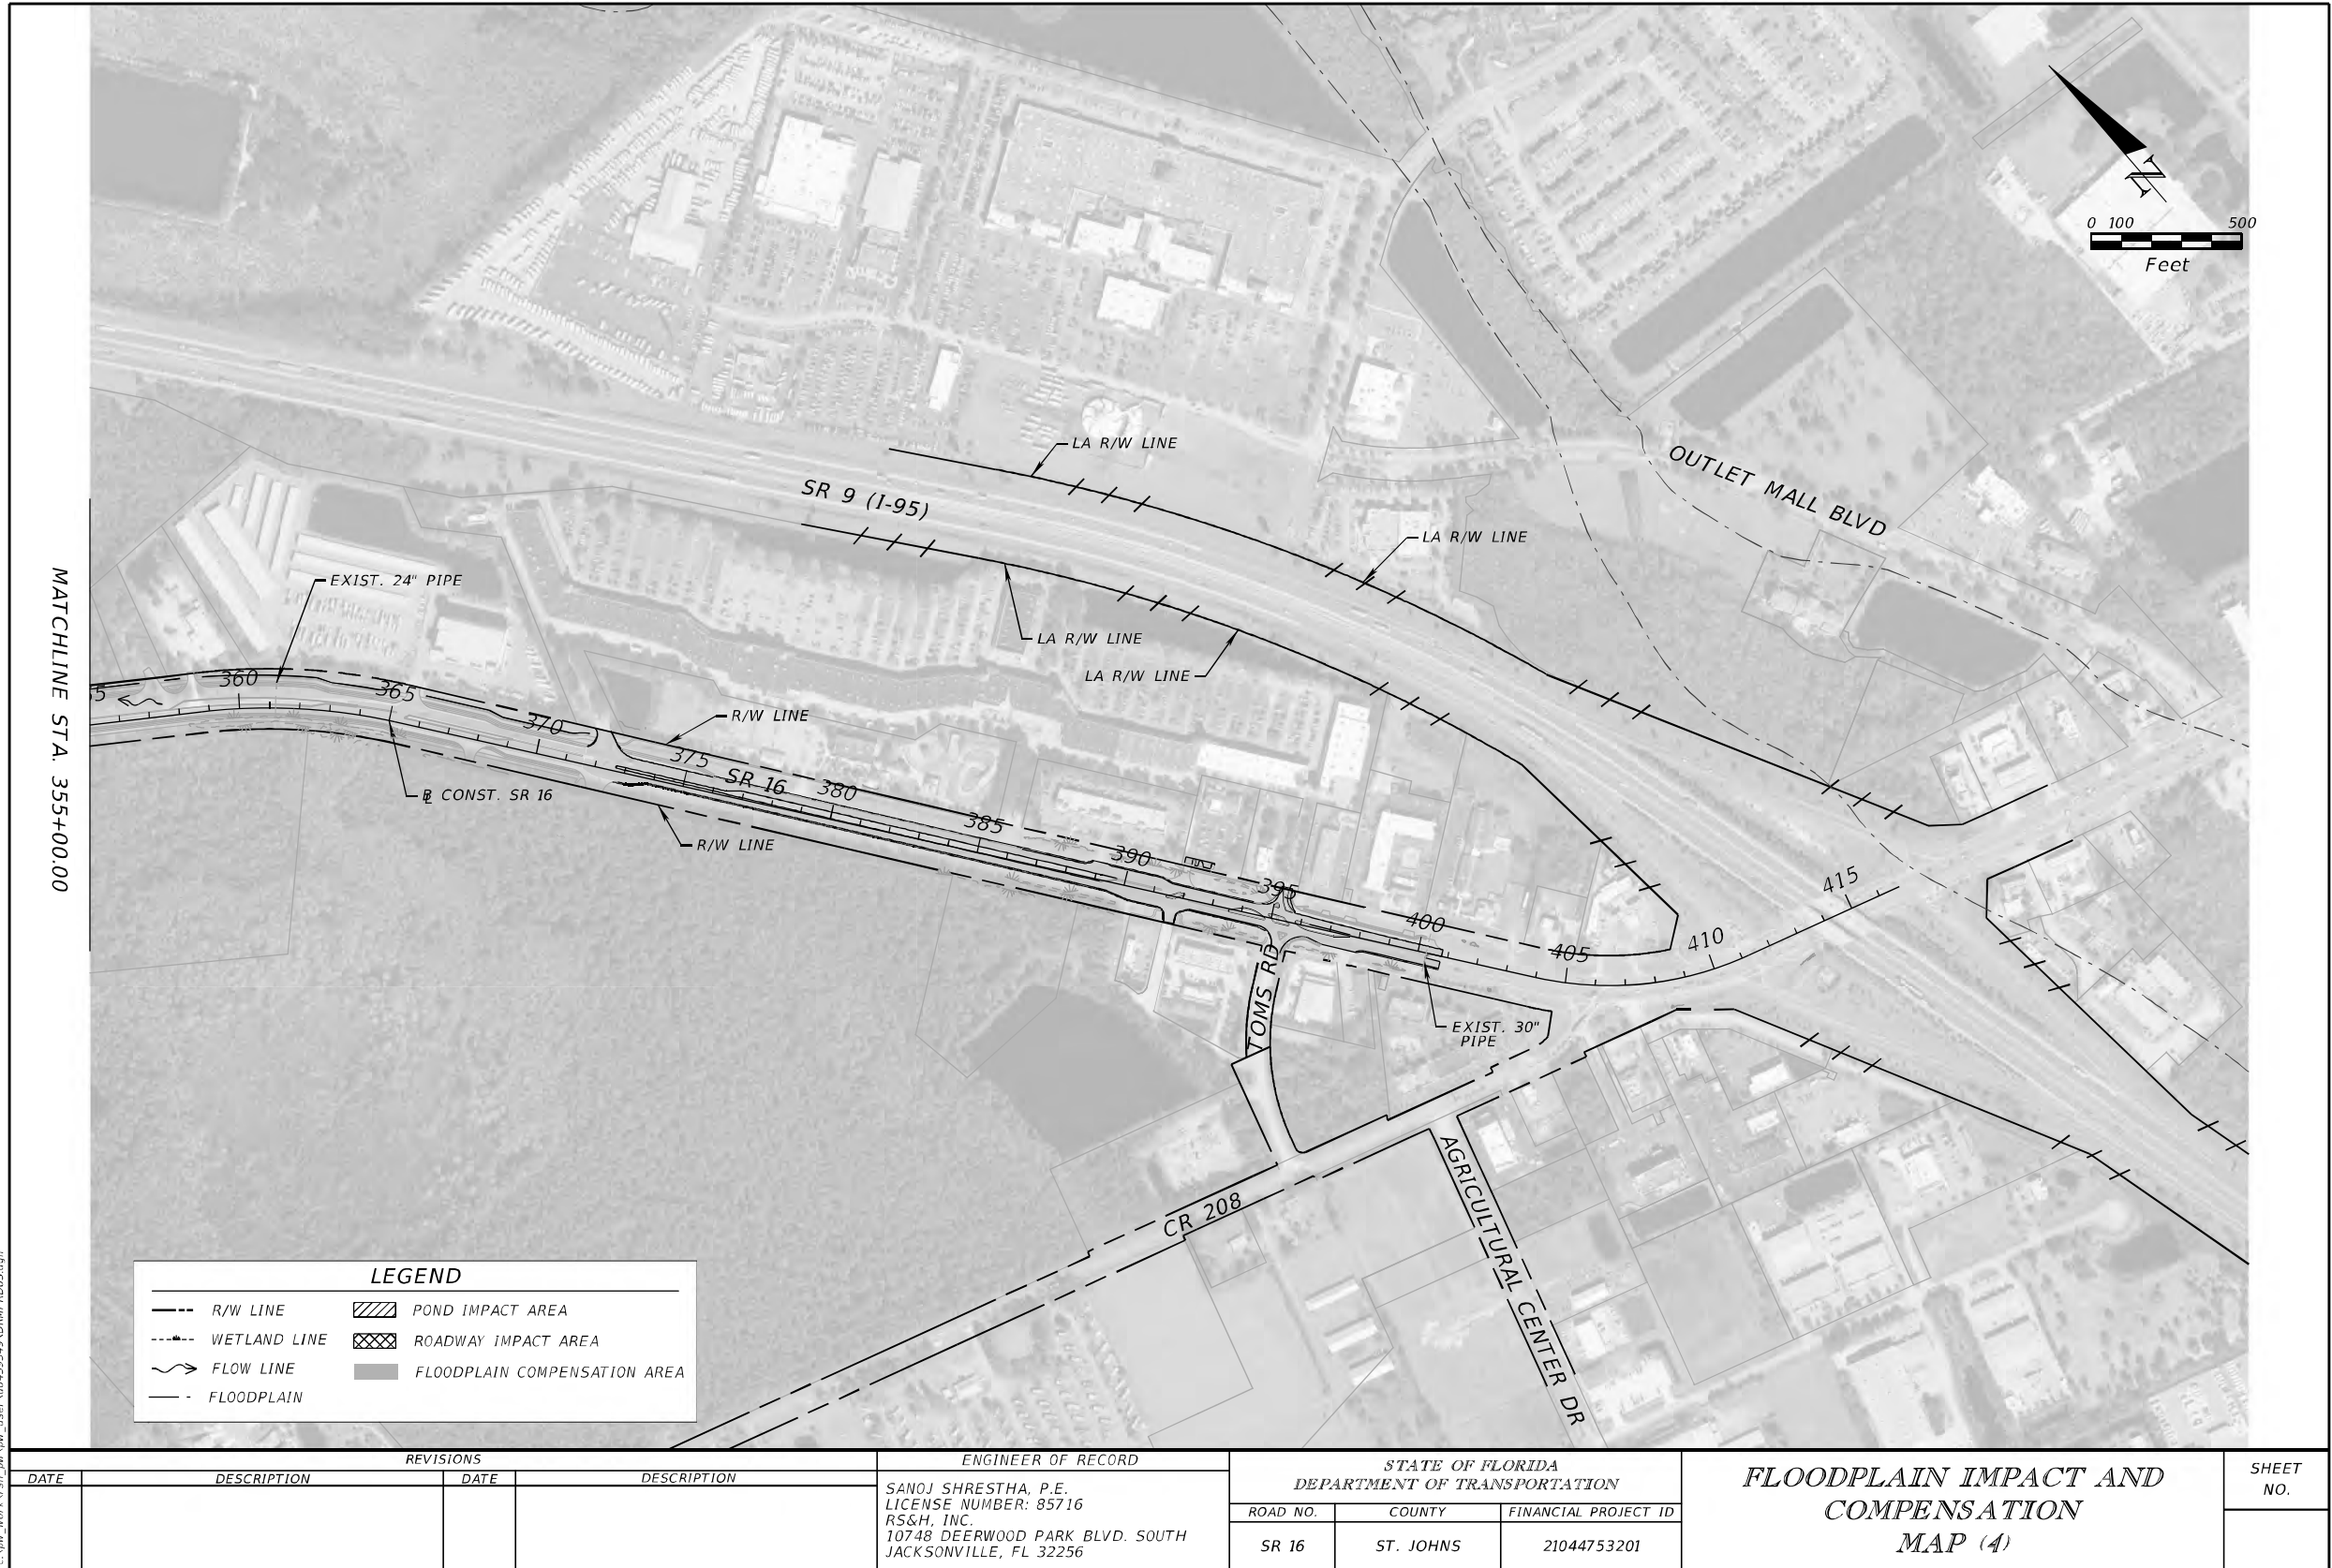 0 100 500
Feet
N
LA R/W LINE
OUTLET MALL BLVD
SR 9 (I-95)
LA R/W LINE
EXIST. 24" PIPE
LA R/W LINE
LA R/W LINE
MATCHLINE STA. 355+00.00
5
360
365
370
R/W LINE
375
SR 16
380
385
390
395
400
405
410
415
B CONST. SR 16
L
R/W LINE
TOMS RD
EXIST. 30"
PIPE
CR 208
AGRICULTURAL CENTER DR
LEGEND
R/W LINE
POND IMPACT AREA
WETLAND LINE
ROADWAY IMPACT AREA
FLOW LINE
FLOODPLAIN COMPENSATION AREA
FLOODPLAIN
REVISIONS
DATE DESCRIPTION DATE DESCRIPTION
ENGINEER OF RECORD
SANOJ SHRESTHA, P.E.
LICENSE NUMBER: 85716
RS&H, INC.
10748 DEERWOOD PARK BLVD. SOUTH
JACKSONVILLE, FL 32256
STATE OF FLORIDA
DEPARTMENT OF TRANSPORTATION
ROAD NO. COUNTY FINANCIAL PROJECT ID
SR 16 ST. JOHNS 21044753201
FLOODPLAIN IMPACT AND
COMPENSATION
MAP (4)
SHEET
NO.